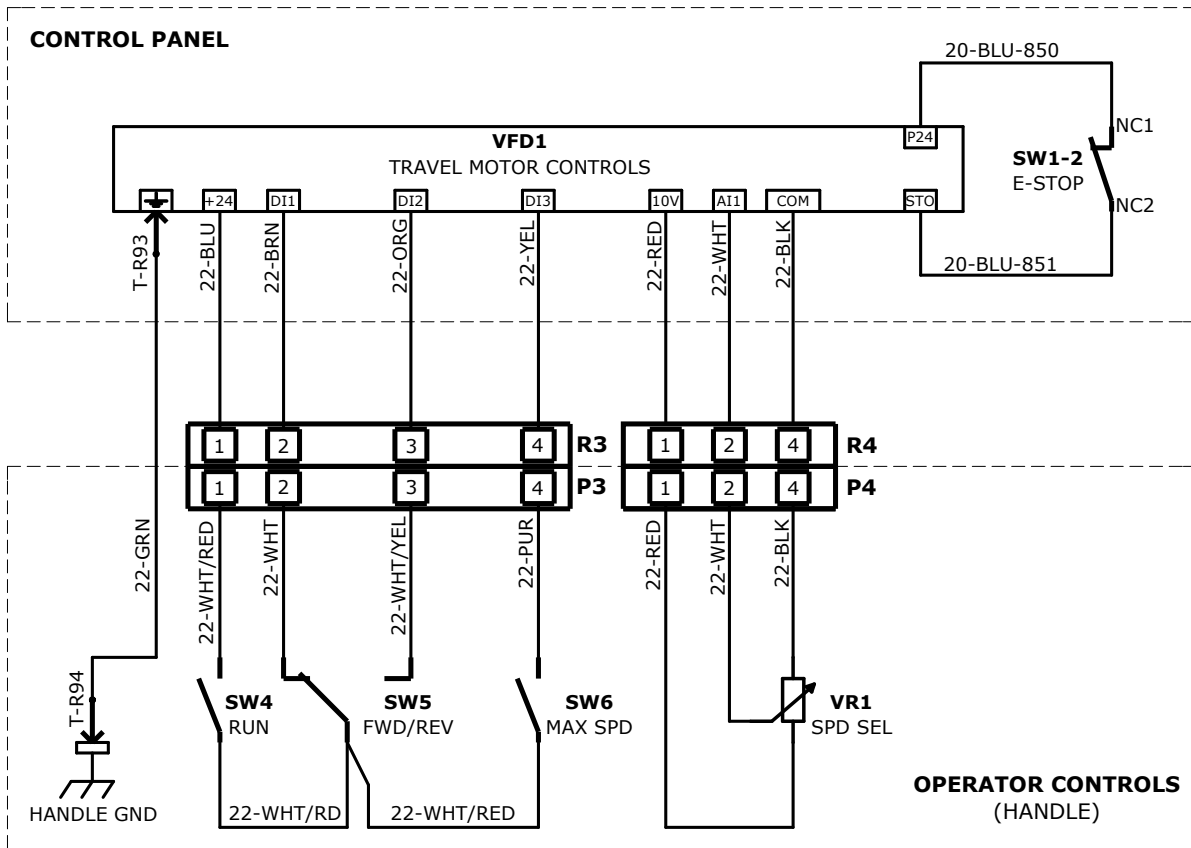 CONTROL PANEL
20-BLU-850
P24
NC1
VFD1
TRAVEL MOTOR CONTROLS
SW1-2
E-STOP
+24
DI1
DI2
DI3
10V
AI1
COM
STO
NC2
T-R93
22-BLU
22-BRN
22-ORG
22-YEL
22-RED
22-WHT
22-BLK
20-BLU-851
1
2
3
4
R3
1
2
4
R4
1
2
3
4
P3
1
2
4
P4
22-GRN
22-WHT/RED
22-WHT
22-WHT/YEL
22-PUR
22-RED
22-WHT
22-BLK
T-R94
SW4
RUN
SW5
FWD/REV
SW6
MAX SPD
VR1
SPD SEL
HANDLE GND
22-WHT/RD
22-WHT/RED
OPERATOR CONTROLS
(HANDLE)